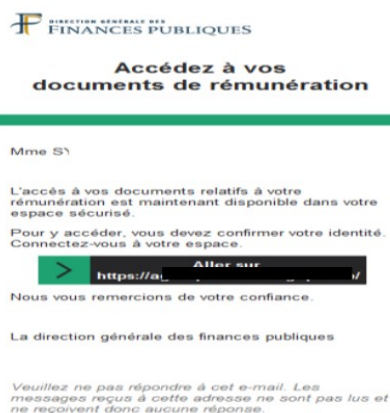 DIRECTION GÉNÉRALE DES
FINANCES PUBLIQUES
Accédez à vos
documents de rémunération
Mme
L'accès à vos documents relatifs à votre
rémunération est maintenant disponible dans votre
espace sécurisé.
Pour y accéder, vous devez confirmer votre identité.
Connectez-vous à votre espace.
> Aller sur
https://
Nous vous remercions de votre confiance.
La direction générale des finances publiques
Veuillez ne pas répondre à cet e-mail. Les
messages reçus à cette adresse ne sont pas lus et
ne reçoivent donc aucune réponse.